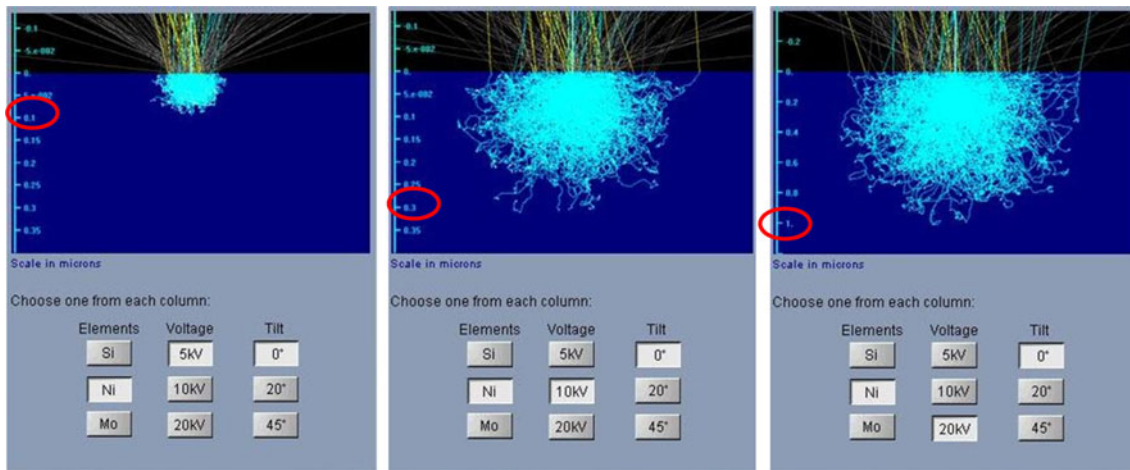 -0.1
-5.e-002
0.
5.e-002
0.1
0.15
0.2
0.25
0.3
0.35
Scale in microns
Choose one from each column:
Elements Voltage Tilt
Si 5kV 0°
Ni 10kV 20°
Mo 20kV 45°
-0.1
-5.e-002
0.
5.e-002
0.1
0.15
0.2
0.25
0.3
0.35
Scale in microns
Choose one from each column:
Elements Voltage Tilt
Si 5kV 0°
Ni 10kV 20°
Mo 20kV 45°
-0.2
0.
0.2
0.4
0.6
0.8
1.
Scale in microns
Choose one from each column:
Elements Voltage Tilt
Si 5kV 0°
Ni 10kV 20°
Mo 20kV 45°